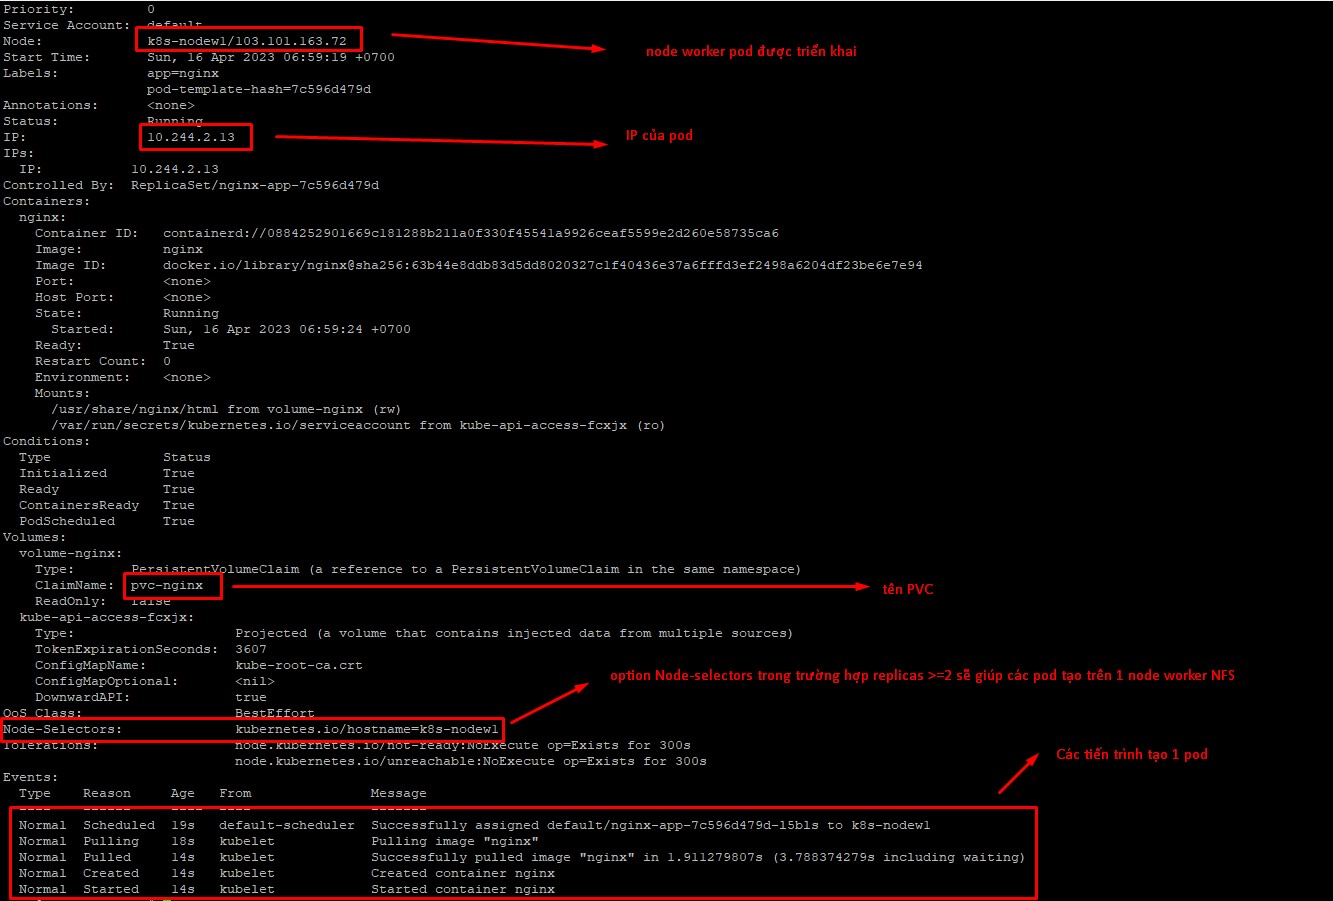 Priority: 0
Service Account: default
Node: k8s-nodew1/103.101.163.72
node worker pod được triển khai
Start Time: Sun, 16 Apr 2023 06:59:19 +0700
Labels: app=nginx
pod-template-hash=7c596d479d
Annotations: <none>
Status: Running
IP: 10.244.2.13
IP của pod
IPs:
IP: 10.244.2.13
Controlled By: ReplicaSet/nginx-app-7c596d479d
Containers:
nginx:
Container ID: containerd://0884252901669c181288b211a0f330f45541a9926ceaf5599e2d260e58735ca6
Image: nginx
Image ID: docker.io/library/nginx@sha256:63b44e8ddb83d5dd8020327c1f40436e37a6fffd3ef2498a6204df23be6e7e94
Port: <none>
Host Port: <none>
State: Running
Started: Sun, 16 Apr 2023 06:59:24 +0700
Ready: True
Restart Count: 0
Environment: <none>
Mounts:
/usr/share/nginx/html from volume-nginx (rw)
/var/run/secrets/kubernetes.io/serviceaccount from kube-api-access-fcxjx (ro)
Conditions:
Type Status
Initialized True
Ready True
ContainersReady True
PodScheduled True
Volumes:
volume-nginx:
Type: PersistentVolumeClaim (a reference to a PersistentVolumeClaim in the same namespace)
ClaimName: pvc-nginx
tên PVC
ReadOnly: false
kube-api-access-fcxjx:
Type: Projected (a volume that contains injected data from multiple sources)
TokenExpirationSeconds: 3607
ConfigMapName: kube-root-ca.crt
ConfigMapOptional: <nil>
option Node-selectors trong trường hợp replicas >=2 sẽ giúp các pod tạo trên 1 node worker NFS
DownwardAPI: true
QoS Class: BestEffort
Node-Selectors: kubernetes.io/hostname=k8s-nodew1
Tolerations: node.kubernetes.io/not-ready:NoExecute op=Exists for 300s
node.kubernetes.io/unreachable:NoExecute op=Exists for 300s
Các tiến trình tạo 1 pod
Events:
Type Reason Age From Message
---- ------ ---- ---- -------
Normal Scheduled 19s default-scheduler Successfully assigned default/nginx-app-7c596d479d-l5bls to k8s-nodew1
Normal Pulling 18s kubelet Pulling image "nginx"
Normal Pulled 14s kubelet Successfully pulled image "nginx" in 1.911279807s (3.788374279s including waiting)
Normal Created 14s kubelet Created container nginx
Normal Started 14s kubelet Started container nginx